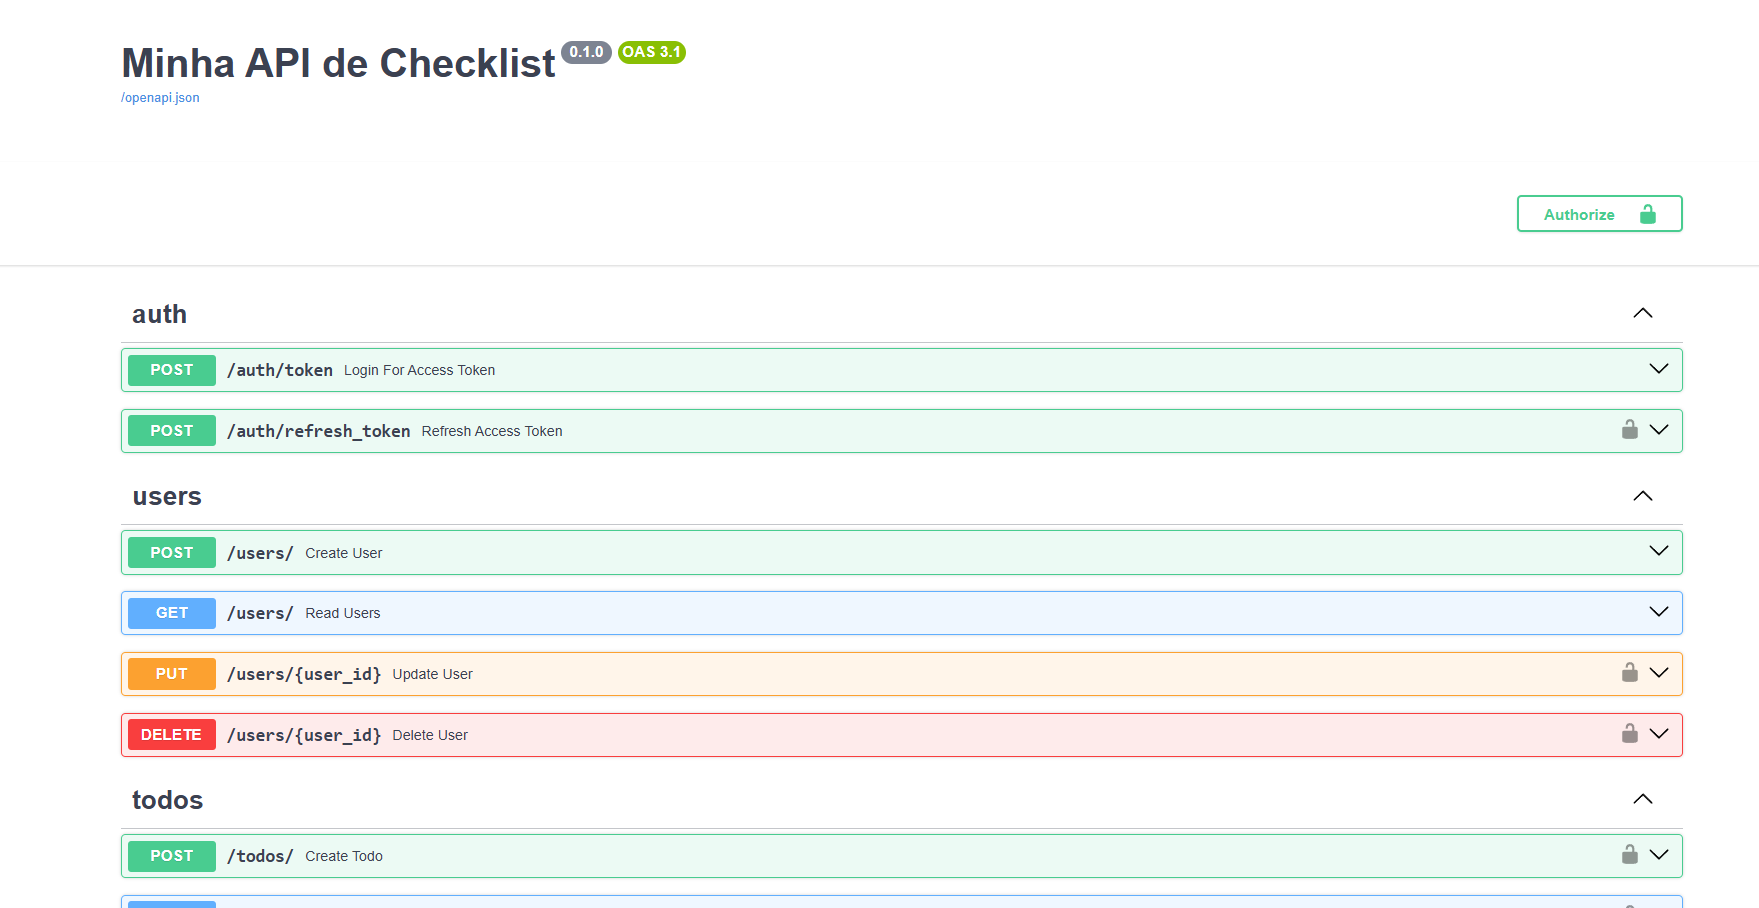 Minha API de Checklist 0.1.0 OAS 3.1
/openapi.json
Authorize
auth
POST /auth/token Login For Access Token
POST /auth/refresh_token Refresh Access Token
users
POST /users/ Create User
GET /users/ Read Users
PUT /users/{user_id} Update User
DELETE /users/{user_id} Delete User
todos
POST /todos/ Create Todo